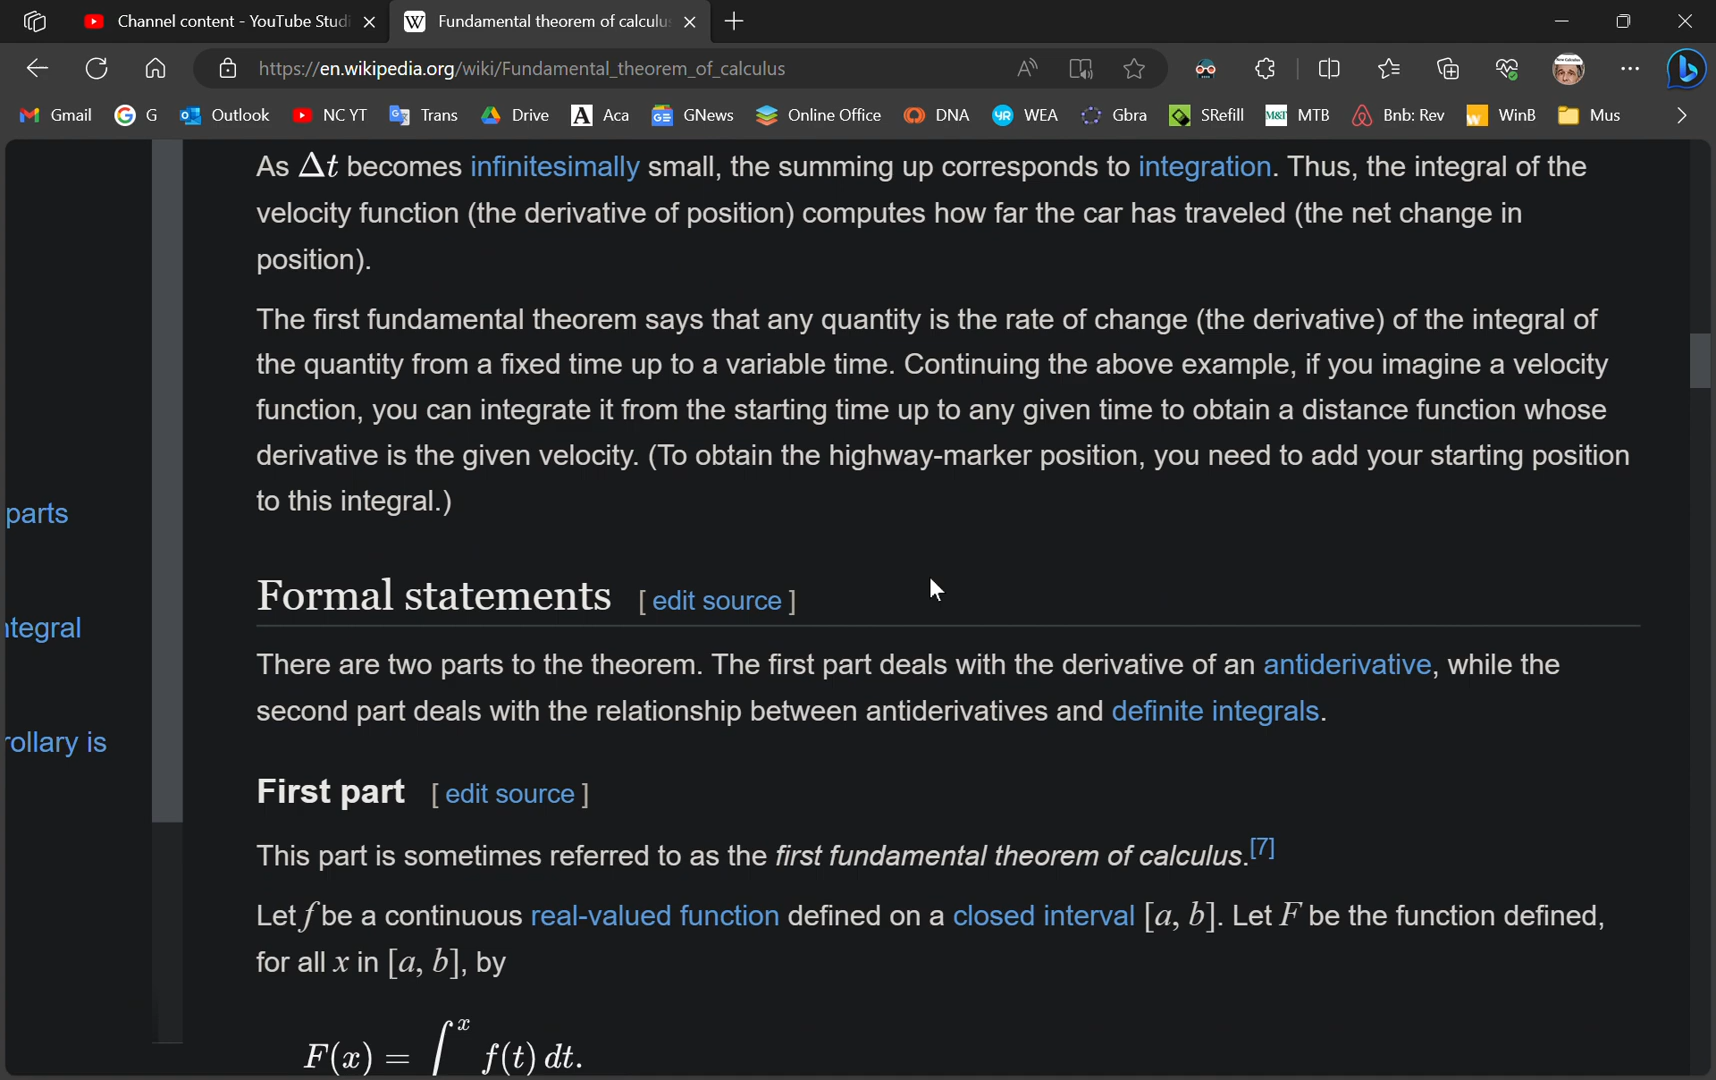 Channel content - YouTube Studi
W Fundamental theorem of calculu
https://en.wikipedia.org/wiki/Fundamental_theorem_of_calculus
Gmail G Outlook NC YT Trans Drive A Aca GNews Online Office DNA WEA Gbra SRefill MTB Bnb: Rev WinB Mus
As Δt becomes infinitesimally small, the summing up corresponds to integration. Thus, the integral of the
velocity function (the derivative of position) computes how far the car has traveled (the net change in
position).
The first fundamental theorem says that any quantity is the rate of change (the derivative) of the integral of
the quantity from a fixed time up to a variable time. Continuing the above example, if you imagine a velocity
function, you can integrate it from the starting time up to any given time to obtain a distance function whose
derivative is the given velocity. (To obtain the highway-marker position, you need to add your starting position
to this integral.)
parts
ntegral
rollary is
Formal statements [ edit source ]
There are two parts to the theorem. The first part deals with the derivative of an antiderivative, while the
second part deals with the relationship between antiderivatives and definite integrals.
First part [ edit source ]
This part is sometimes referred to as the first fundamental theorem of calculus.[7]
Let f be a continuous real-valued function defined on a closed interval [a, b]. Let F be the function defined,
for all x in [a, b], by
F(x) = ∫^x f(t) dt.